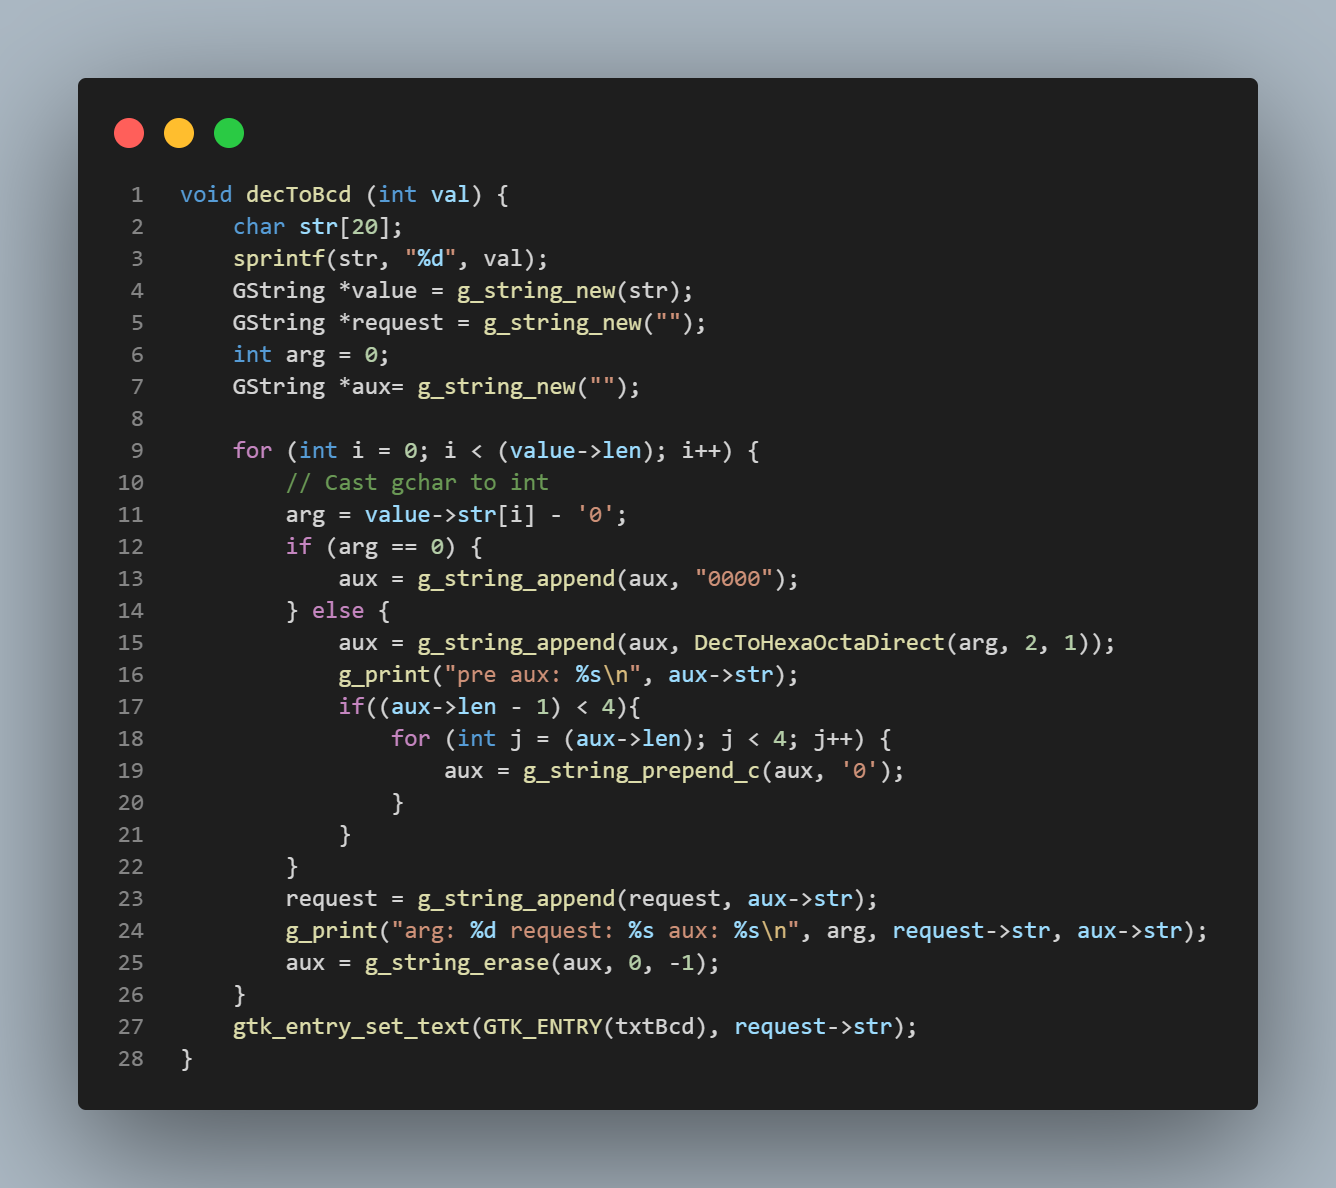 1 void decToBcd (int val) {
2     char str[20];
3     sprintf(str, "%d", val);
4     GString *value = g_string_new(str);
5     GString *request = g_string_new("");
6     int arg = 0;
7     GString *aux= g_string_new("");
8
9     for (int i = 0; i < (value->len); i++) {
10         // Cast gchar to int
11         arg = value->str[i] - '0';
12         if (arg == 0) {
13             aux = g_string_append(aux, "0000");
14         } else {
15             aux = g_string_append(aux, DecToHexaOctaDirect(arg, 2, 1));
16             g_print("pre aux: %s\n", aux->str);
17             if((aux->len - 1) < 4){
18                 for (int j = (aux->len); j < 4; j++) {
19                     aux = g_string_prepend_c(aux, '0');
20                 }
21             }
22         }
23         request = g_string_append(request, aux->str);
24         g_print("arg: %d request: %s aux: %s\n", arg, request->str, aux->str);
25         aux = g_string_erase(aux, 0, -1);
26     }
27     gtk_entry_set_text(GTK_ENTRY(txtBcd), request->str);
28 }